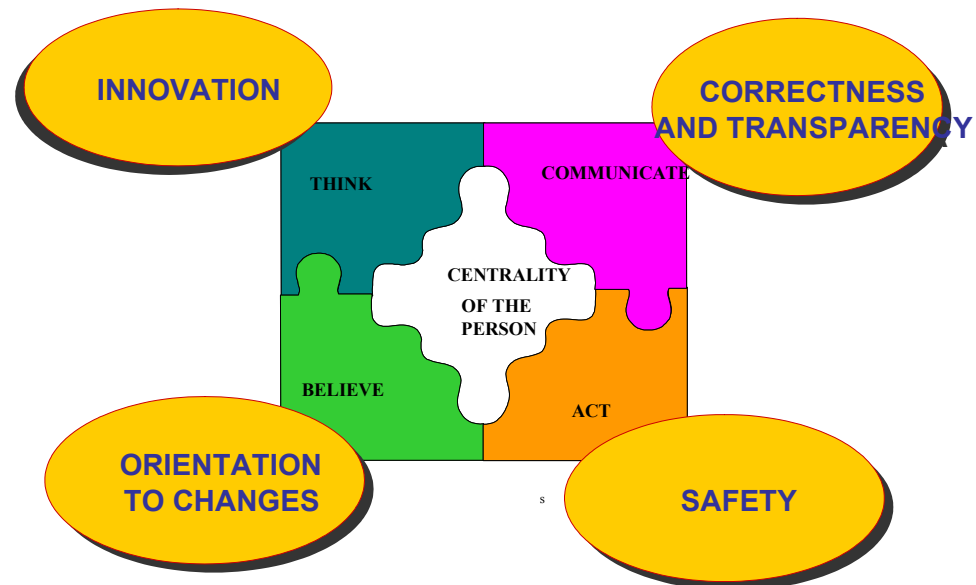 INNOVATION
CORRECTNESS
AND TRANSPARENCY
THINK
COMMUNICATE
CENTRALITY
OF THE
PERSON
BELIEVE
ACT
ORIENTATION
TO CHANGES
s
SAFETY